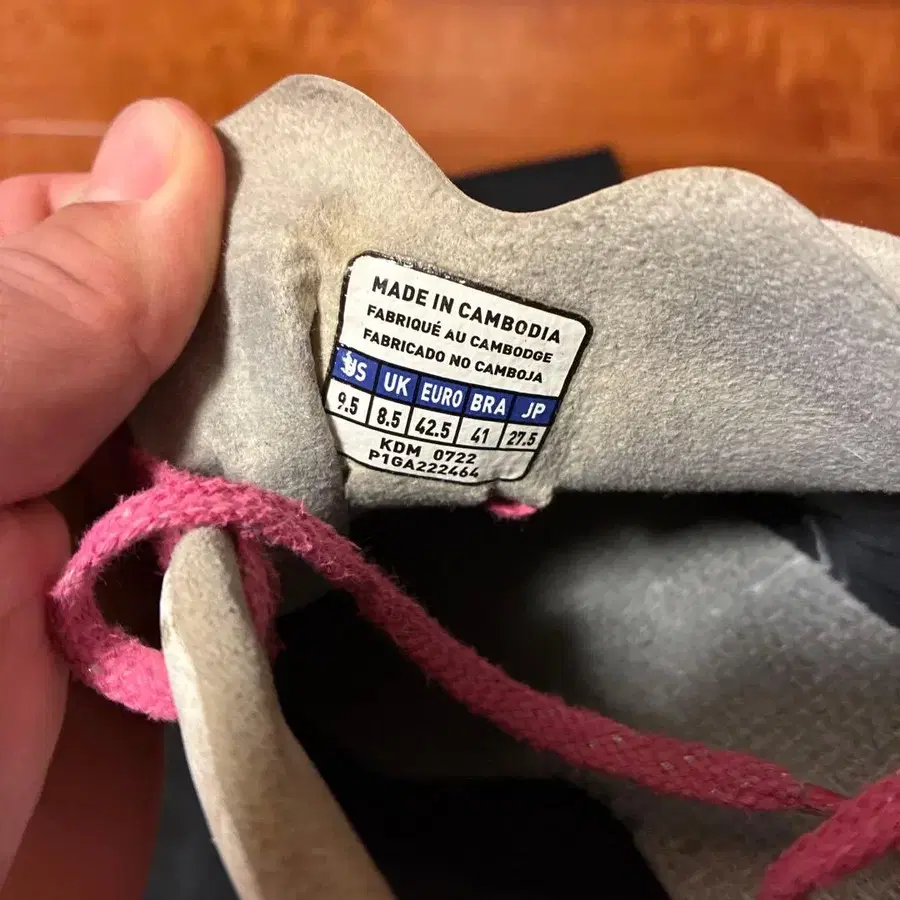 MADE IN CAMBODIA
FABRIQUÉ AU CAMBODGE
FABRICADO NO CAMBOJA
US UK EURO BRA JP
9.5 8.5 42.5 41 27.5
KDM 0722
P1GA222464